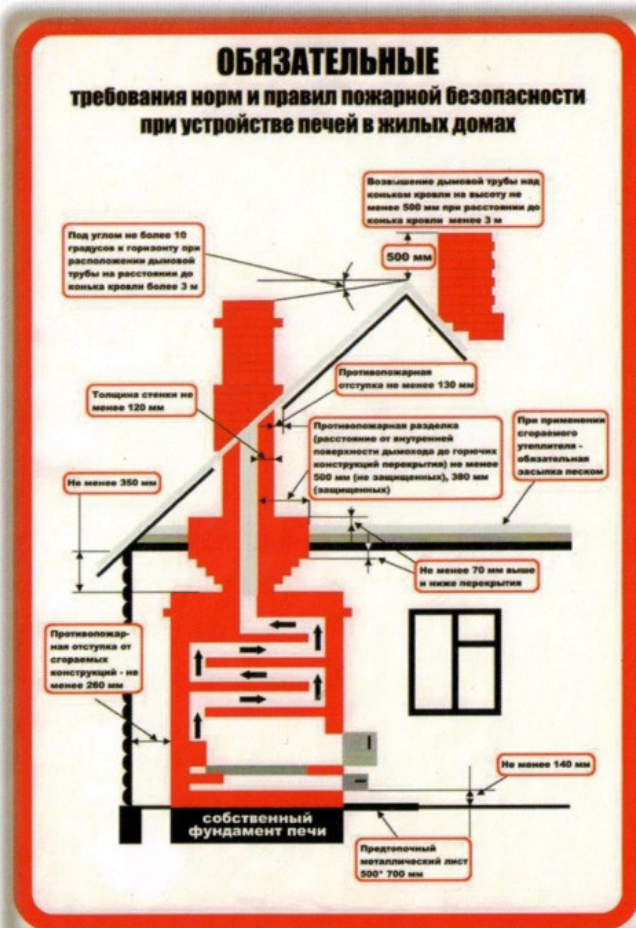 ОБЯЗАТЕЛЬНЫЕ
требования норм и правил пожарной безопасности
при устройстве печей в жилых домах
Возвышение дымовой трубы над
коньком кровли на высоту не
менее 500 мм при расстоянии до
конька кровли менее 3 м
Под углом не более 10
градусов к горизонту при
расположении дымовой
трубы на расстоянии до
конька кровли более 3 м
500 мм
Противопожарная
отступка не менее 130 мм
Толщина стенки не
менее 120 мм
Противопожарная разделка
(расстояние от внутренней
поверхности дымохода до горючих
конструкций перекрытия) не менее
500 мм (не защищенных), 380 мм
(защищенных)
При применении
сгораемого
утеплителя -
обязательная
засыпка песком
Не менее 350 мм
Не менее 70 мм выше
и ниже перекрытия
Противопожар-
ная отступка от
сгораемых
конструкций - не
менее 260 мм
Не менее 140 мм
собственный
фундамент печи
Предтопочный
металлический лист
500* 700 мм